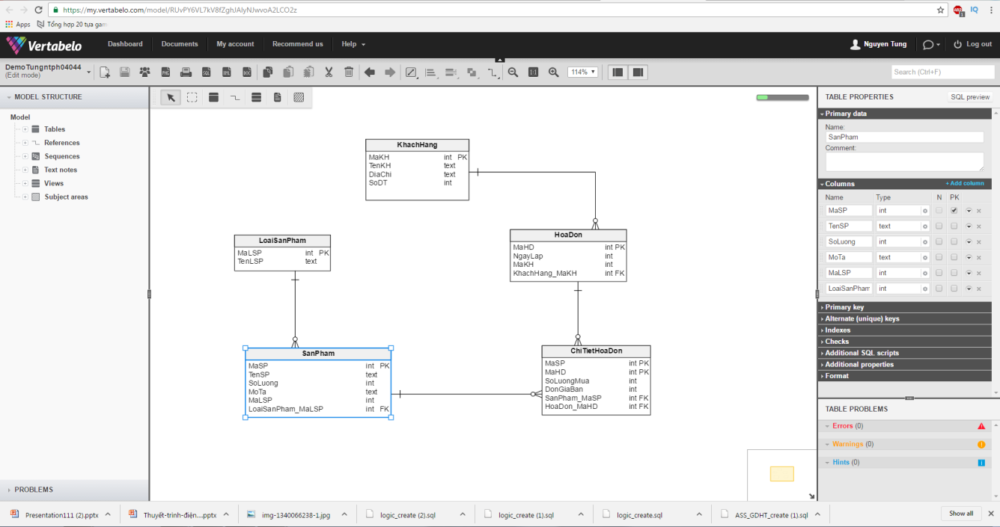 https://my.vertabelo.com/model/RUvPY6VL7kV8fZghJAlyNJwvoA2LCO2z
Apps Tổng hợp 20 tựa gam
Vertabelo Dashboard Documents My account Recommend us Help Nguyen Tung Log out
DemoTungntph04044
(Edit mode)
114%
Search (Ctrl+F)
MODEL STRUCTURE
Model
Tables
References
Sequences
Text notes
Views
Subject areas
PROBLEMS
KhachHang
MaKH int PK
TenKH text
DiaChi text
SoDT int
LoaiSanPham
MaLSP int PK
TenLSP text
HoaDon
MaHD int PK
NgayLap int
MaKH int
KhachHang_MaKH int FK
SanPham
MaSP int PK
TenSP text
SoLuong int
MoTa text
MaLSP int
LoaiSanPham_MaLSP int FK
ChiTietHoaDon
MaSP int PK
MaHD int PK
SoLuongMua int
DonGiaBan int
SanPham_MaSP int FK
HoaDon_MaHD int FK
TABLE PROPERTIES SQL preview
Primary data
Name:
SanPham
Comment:
Columns + Add column
Name Type N PK
MaSP int
TenSP text
SoLuong int
MoTa text
MaLSP int
LoaiSanPham int
Primary key
Alternate (unique) keys
Indexes
Checks
Additional SQL scripts
Additional properties
Format
TABLE PROBLEMS
Errors (0)
Warnings (0)
Hints (0)
Presentation111 (2).pptx Thuyết-trình-điện....pptx img-1340066238-1.jpg logic_create (2).sql logic_create (1).sql logic_create.sql ASS_GDHT_create (1).sql Show all